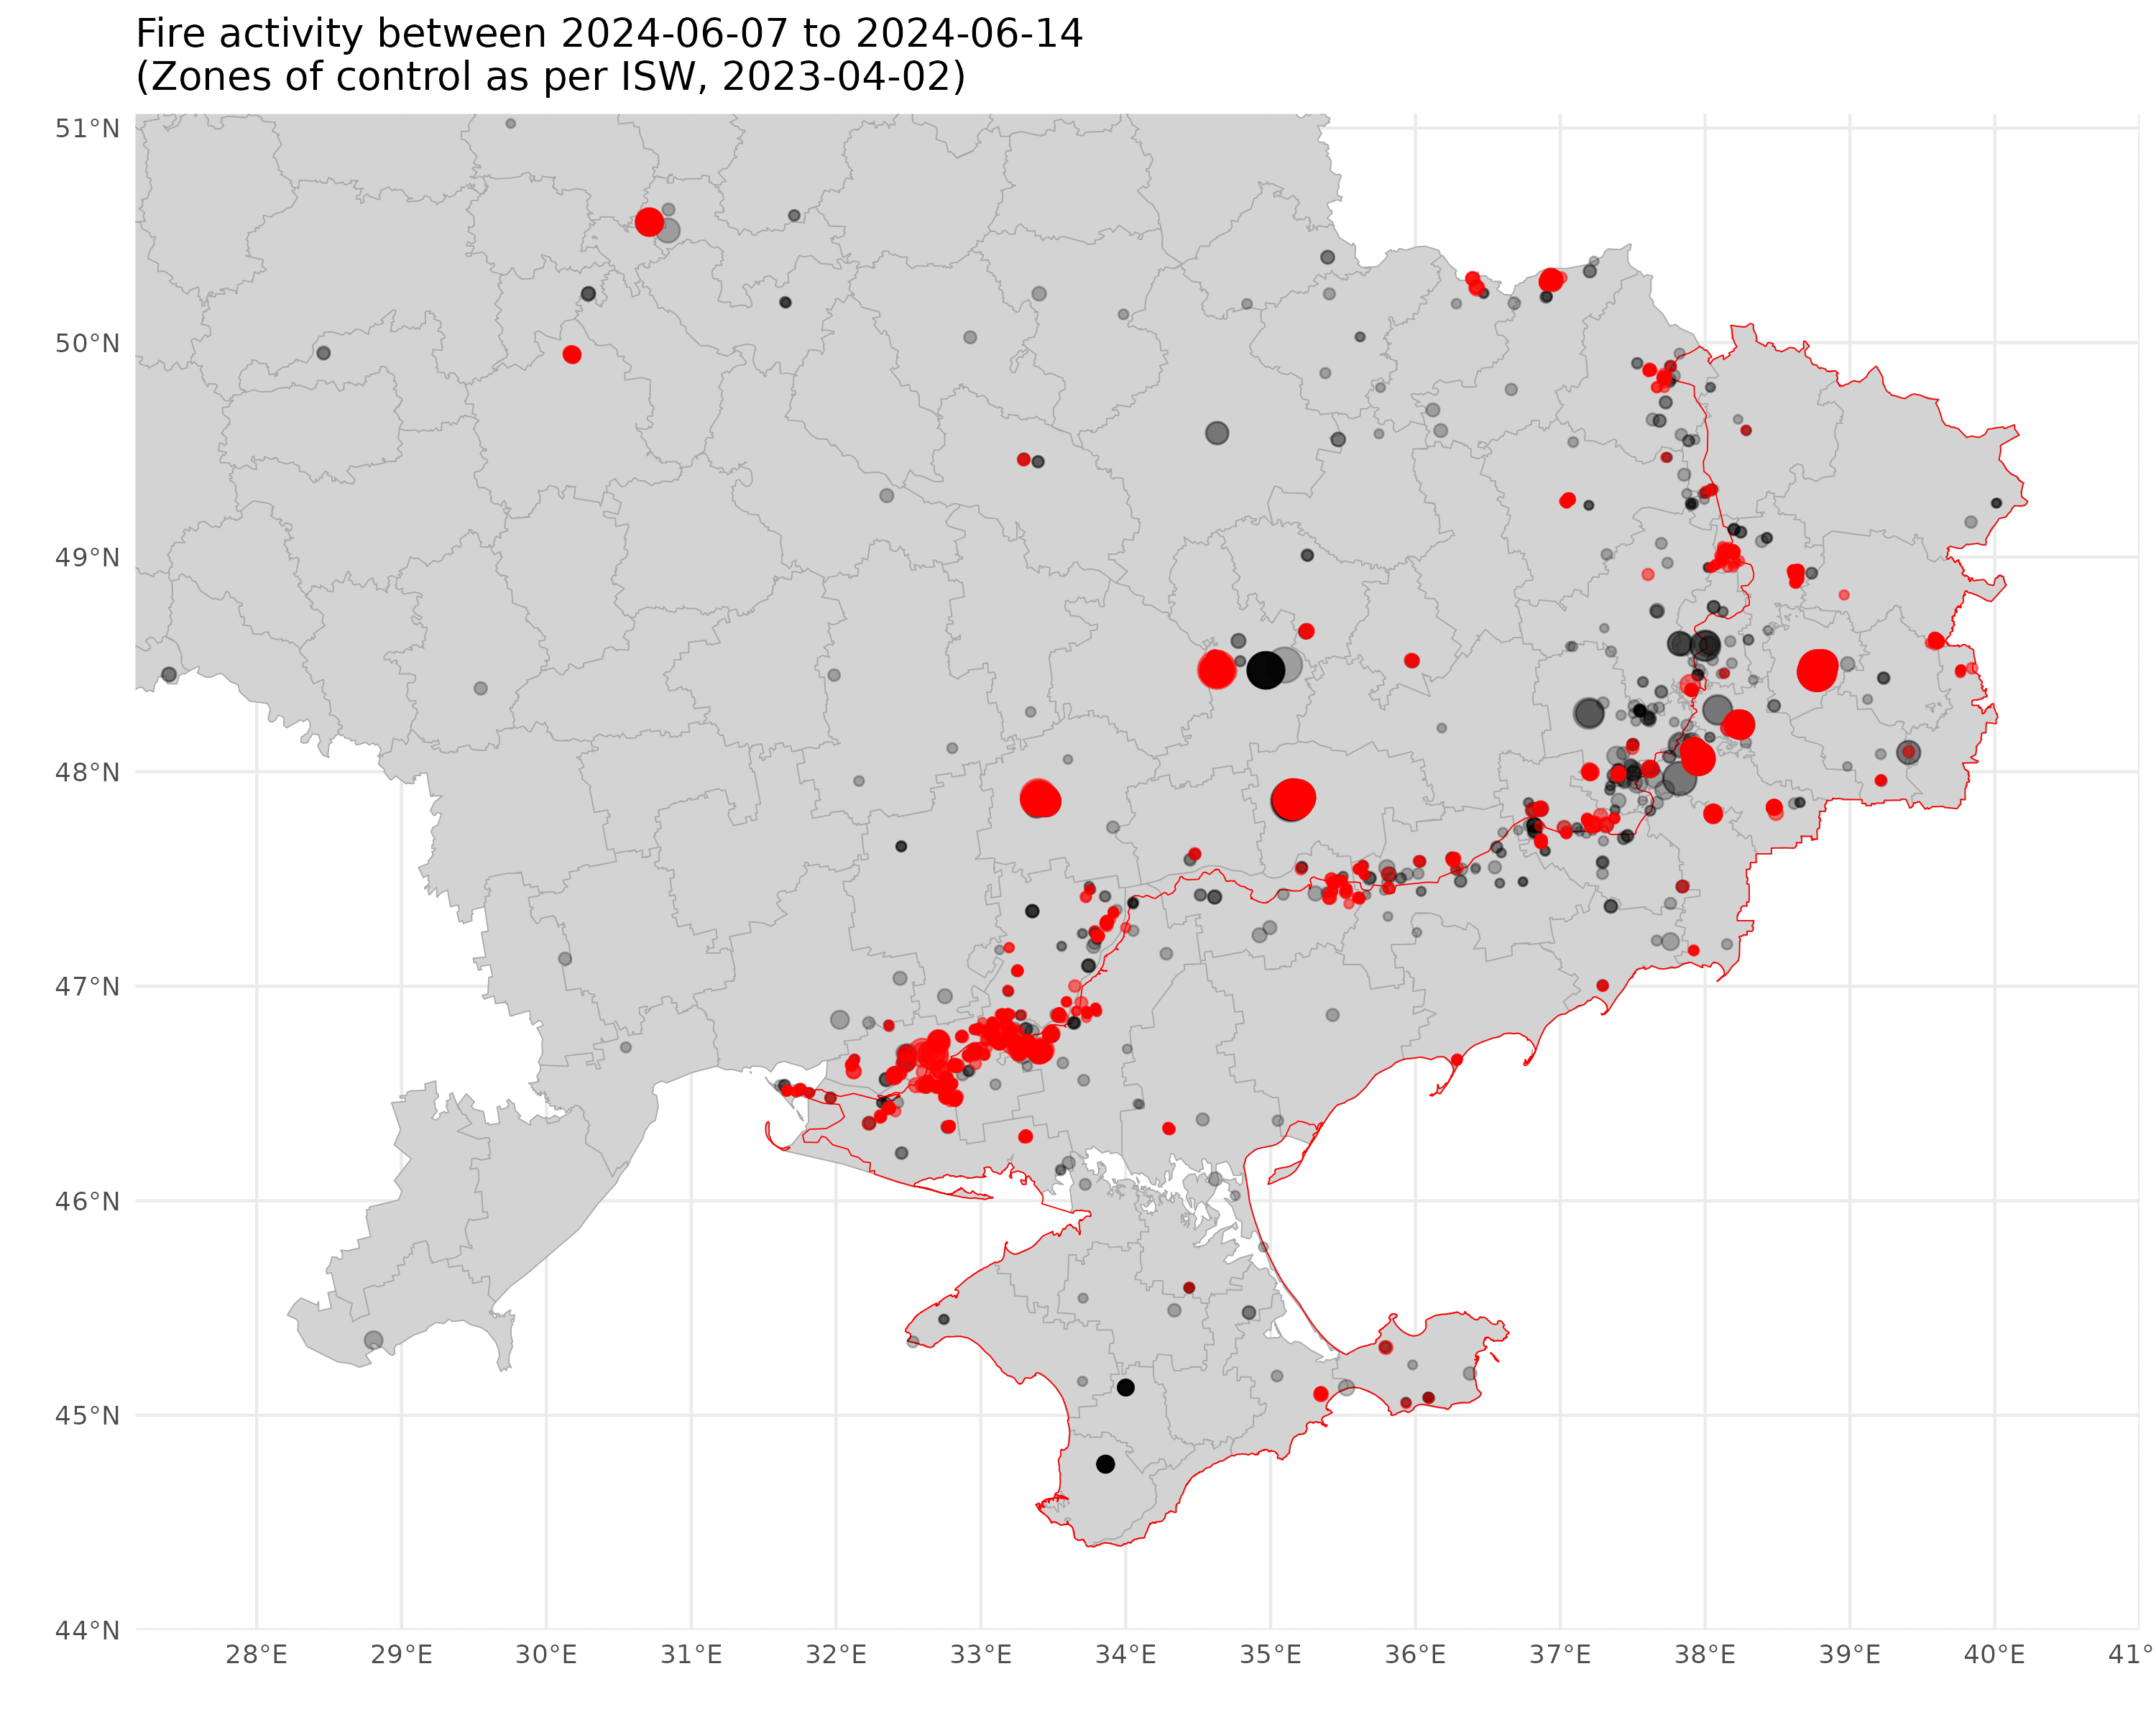 Fire activity between 2024-06-07 to 2024-06-14
(Zones of control as per ISW, 2023-04-02)
51°N
50°N
49°N
48°N
47°N
46°N
45°N
44°N
28°E 29°E 30°E 31°E 32°E 33°E 34°E 35°E 36°E 37°E 38°E 39°E 40°E 41°